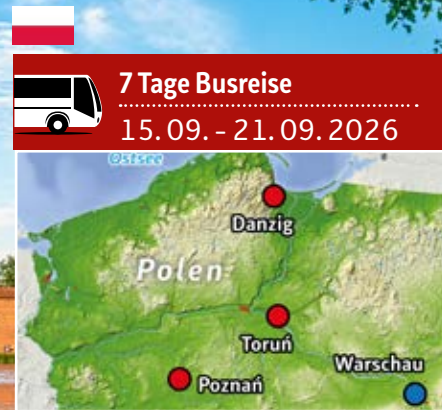 7 Tage Busreise
15.09. - 21.09.2026
Ostsee
Danzig
Polen
Toruń
Warschau
Poznań